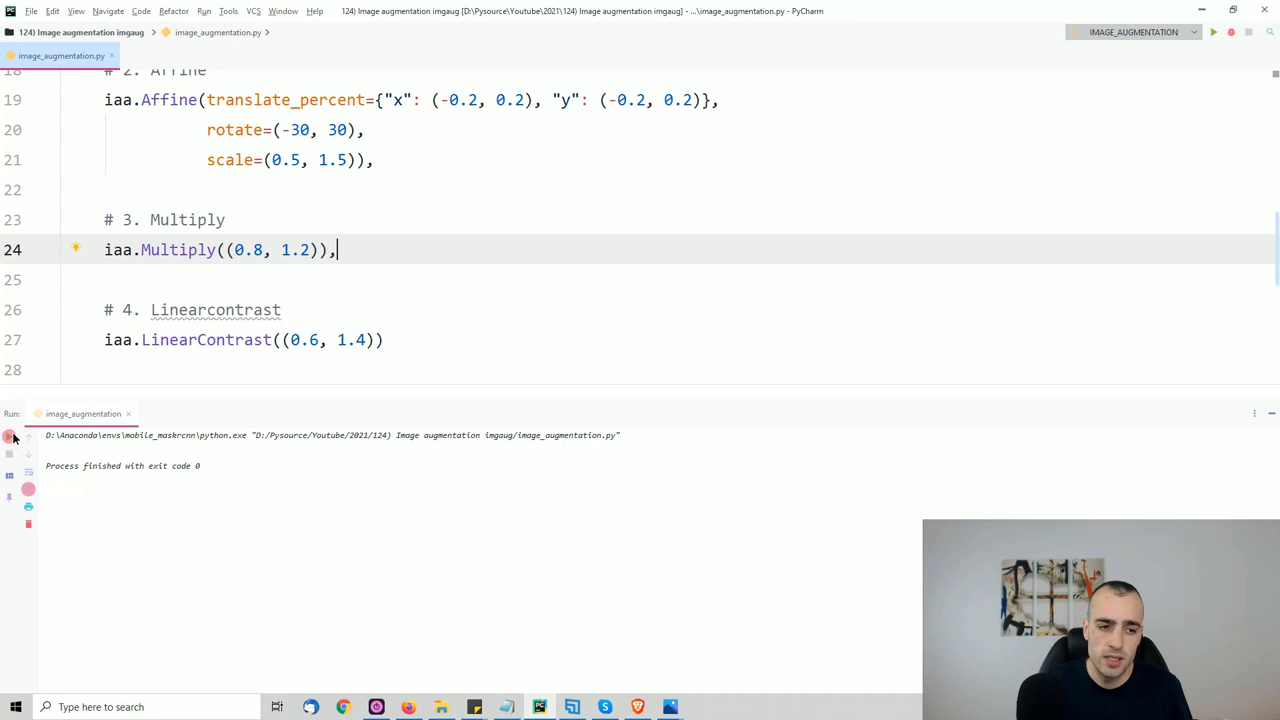 File Edit View Navigate Code Refactor Run Tools VCS Window Help 124) Image augmentation imgaug [D:\Pysource\Youtube\2021\124) Image augmentation imgaug] - ...\image_augmentation.py - PyCharm
124) Image augmentation imgaug image_augmentation.py IMAGE_AUGMENTATION
image_augmentation.py
18 # 2. Affine
19 iaa.Affine(translate_percent={"x": (-0.2, 0.2), "y": (-0.2, 0.2)},
20 rotate=(-30, 30),
21 scale=(0.5, 1.5)),
22
23 # 3. Multiply
24 iaa.Multiply((0.8, 1.2)),
25
26 # 4. Linearcontrast
27 iaa.LinearContrast((0.6, 1.4))
28
Run: image_augmentation
D:\Anaconda\envs\mobile_maskrcnn\python.exe "D:/Pysource/Youtube/2021/124) Image augmentation imgaug/image_augmentation.py"
Process finished with exit code 0
Type here to search